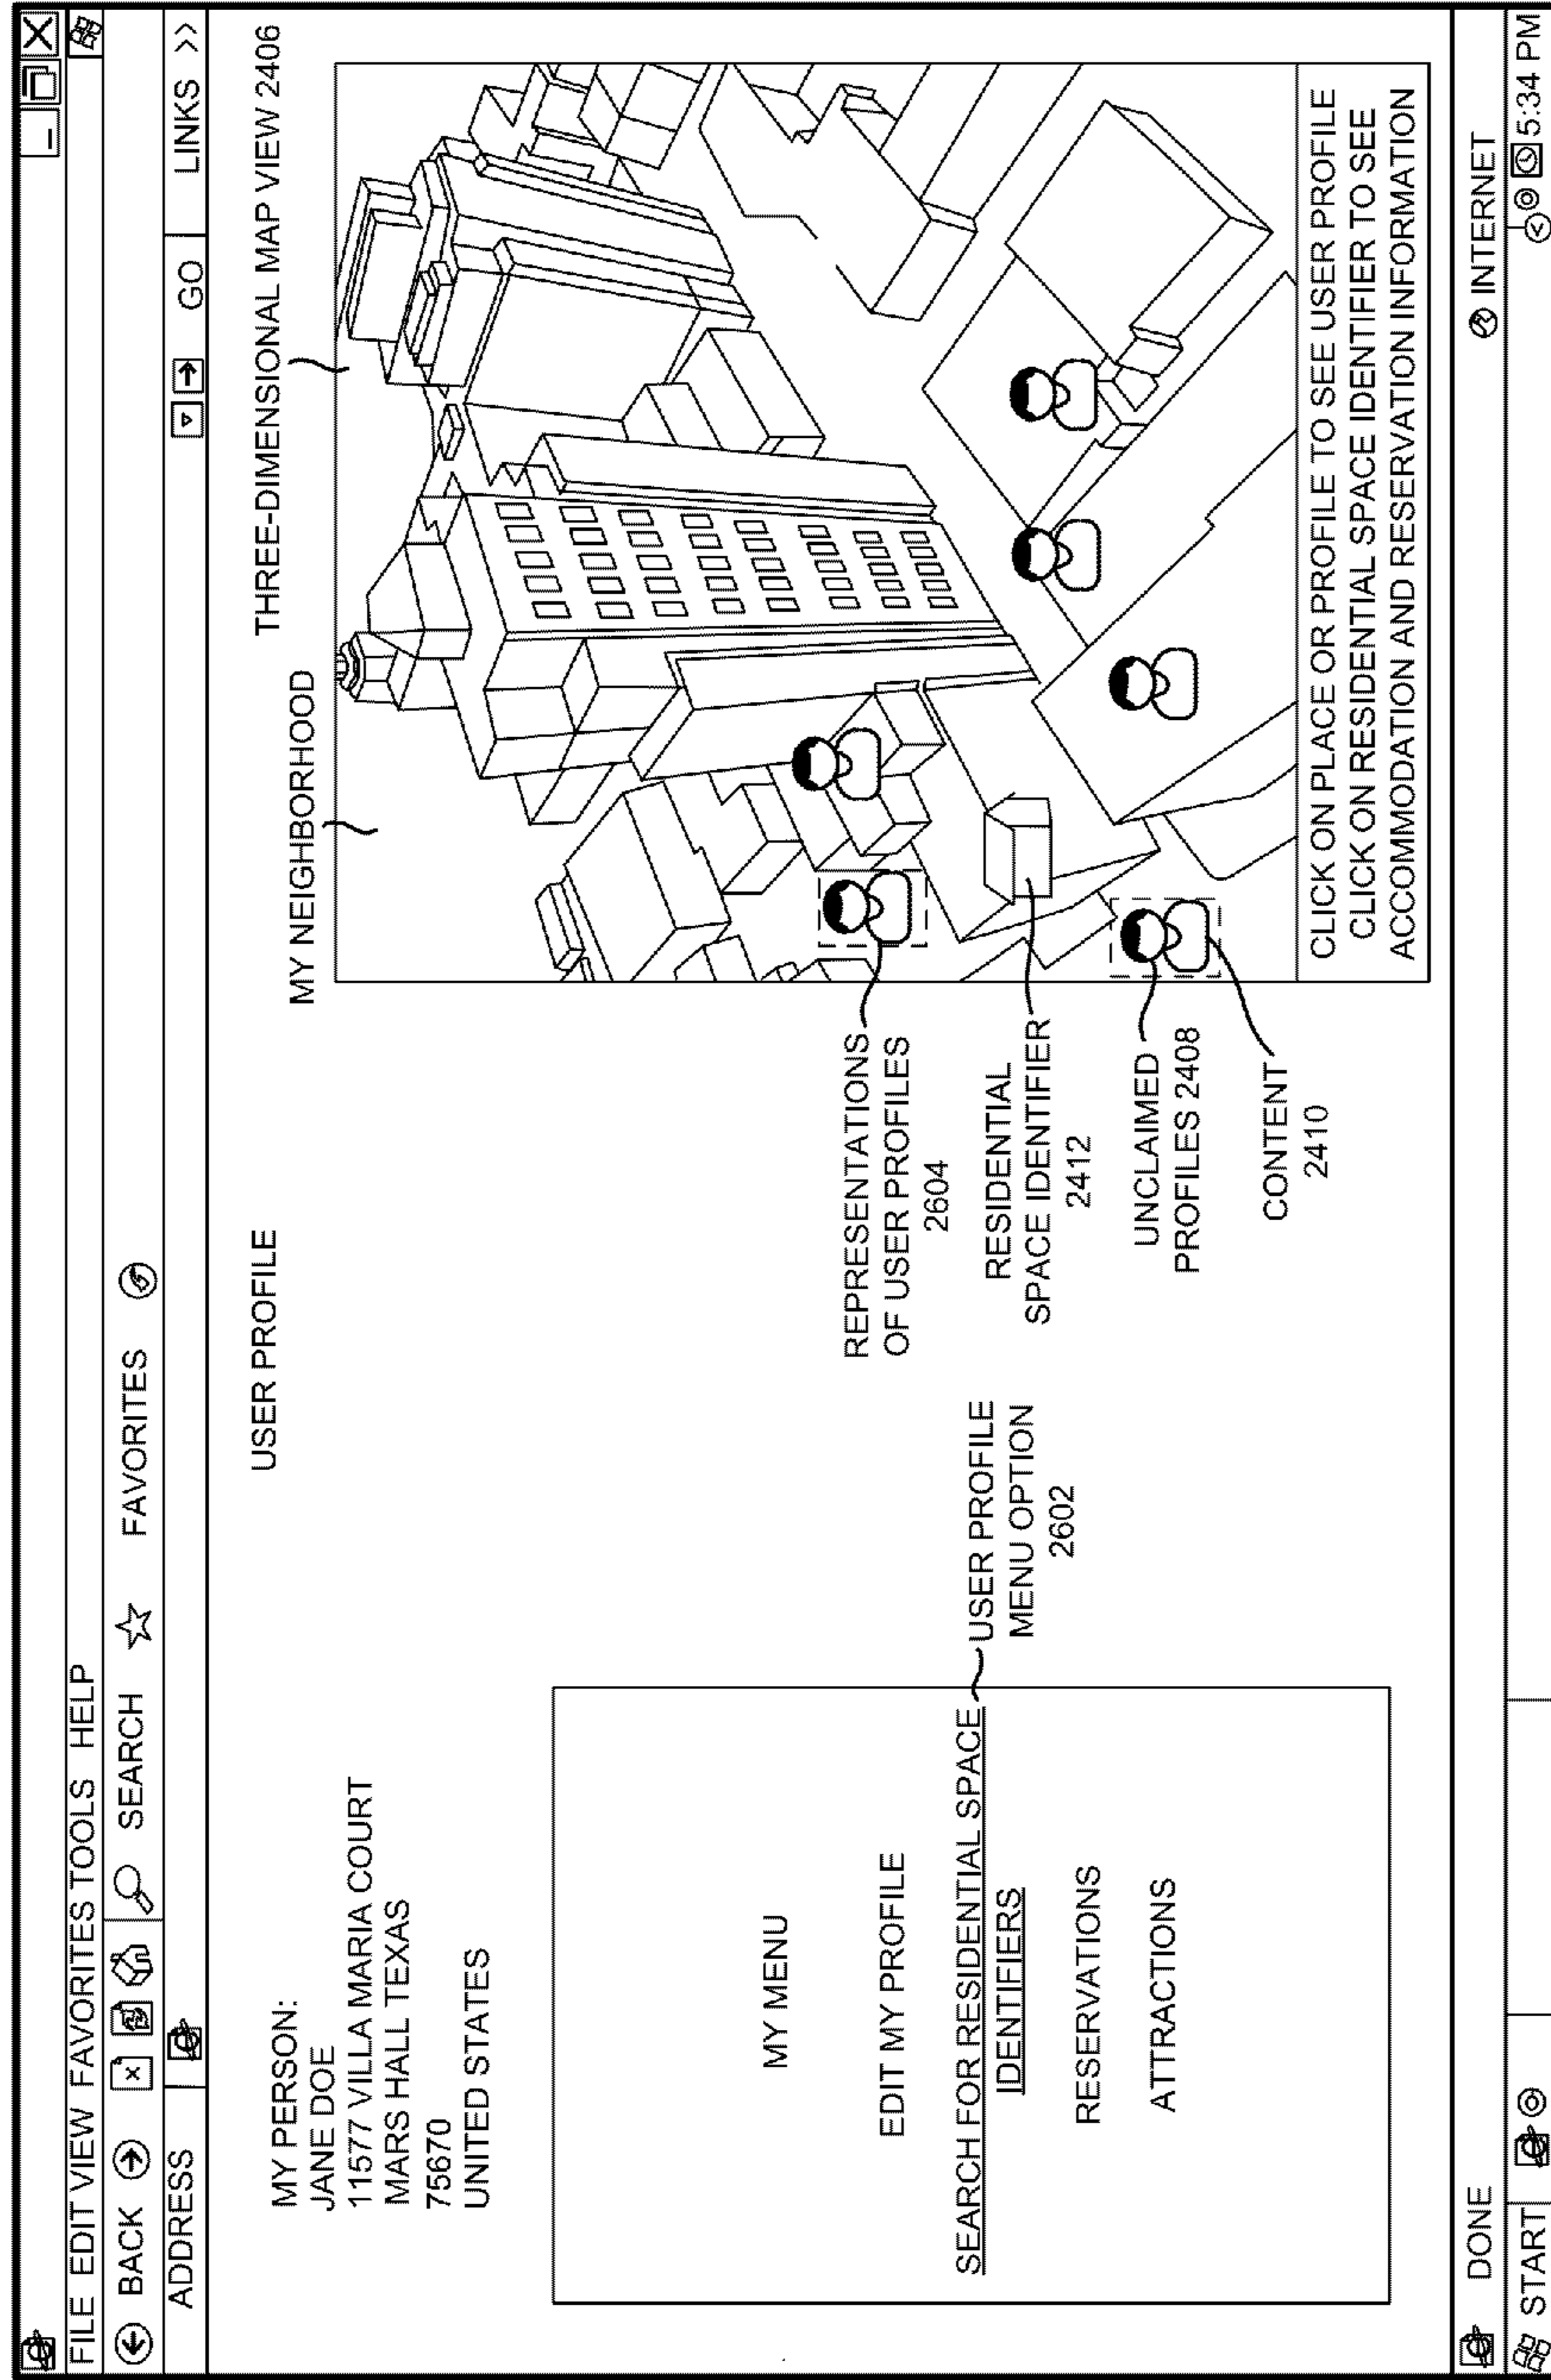 FILE EDIT VIEW FAVORITES TOOLS HELP
BACK
SEARCH
FAVORITES
ADDRESS
GO
LINKS >>
USER PROFILE
MY PERSON:
JANE DOE
11577 VILLA MARIA COURT
MARS HALL TEXAS
75670
UNITED STATES
MY MENU
EDIT MY PROFILE
SEARCH FOR RESIDENTIAL SPACE
IDENTIFIERS
RESERVATIONS
ATTRACTIONS
USER PROFILE
MENU OPTION
2602
MY NEIGHBORHOOD
THREE-DIMENSIONAL MAP VIEW 2406
REPRESENTATIONS
OF USER PROFILES
2604
RESIDENTIAL
SPACE IDENTIFIER
2412
UNCLAIMED
PROFILES 2408
CONTENT
2410
CLICK ON PLACE OR PROFILE TO SEE USER PROFILE
CLICK ON RESIDENTIAL SPACE IDENTIFIER TO SEE
ACCOMMODATION AND RESERVATION INFORMATION
DONE
INTERNET
START
5:34 PM